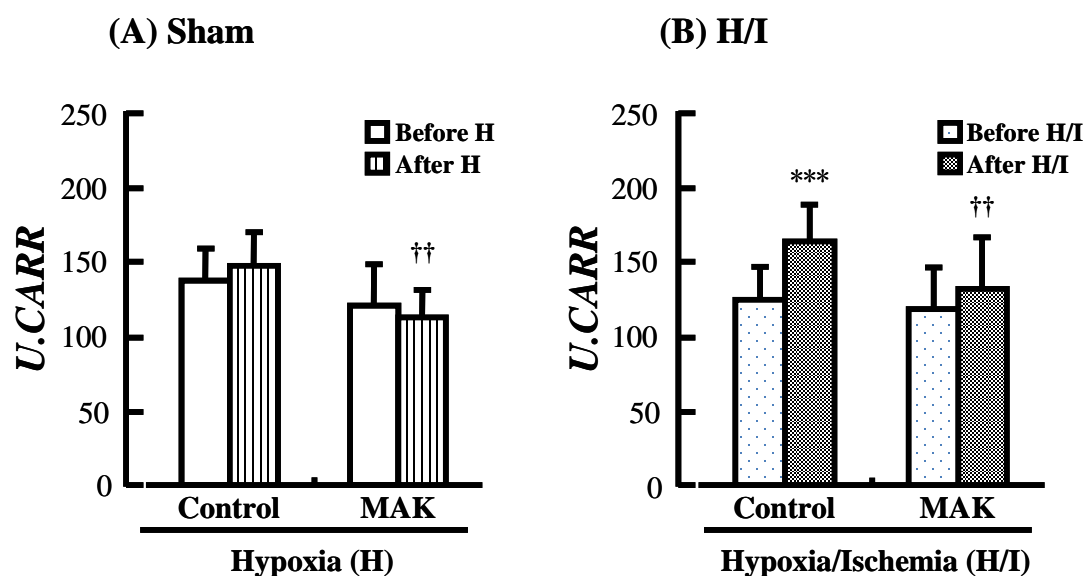 (A) Sham
250
200
150
100
50
0
U.CARR
Before H
After H
††
Control
MAK
Hypoxia (H)
(B) H/I
250
200
150
100
50
0
U.CARR
Before H/I
After H/I
***
††
Control
MAK
Hypoxia/Ischemia (H/I)